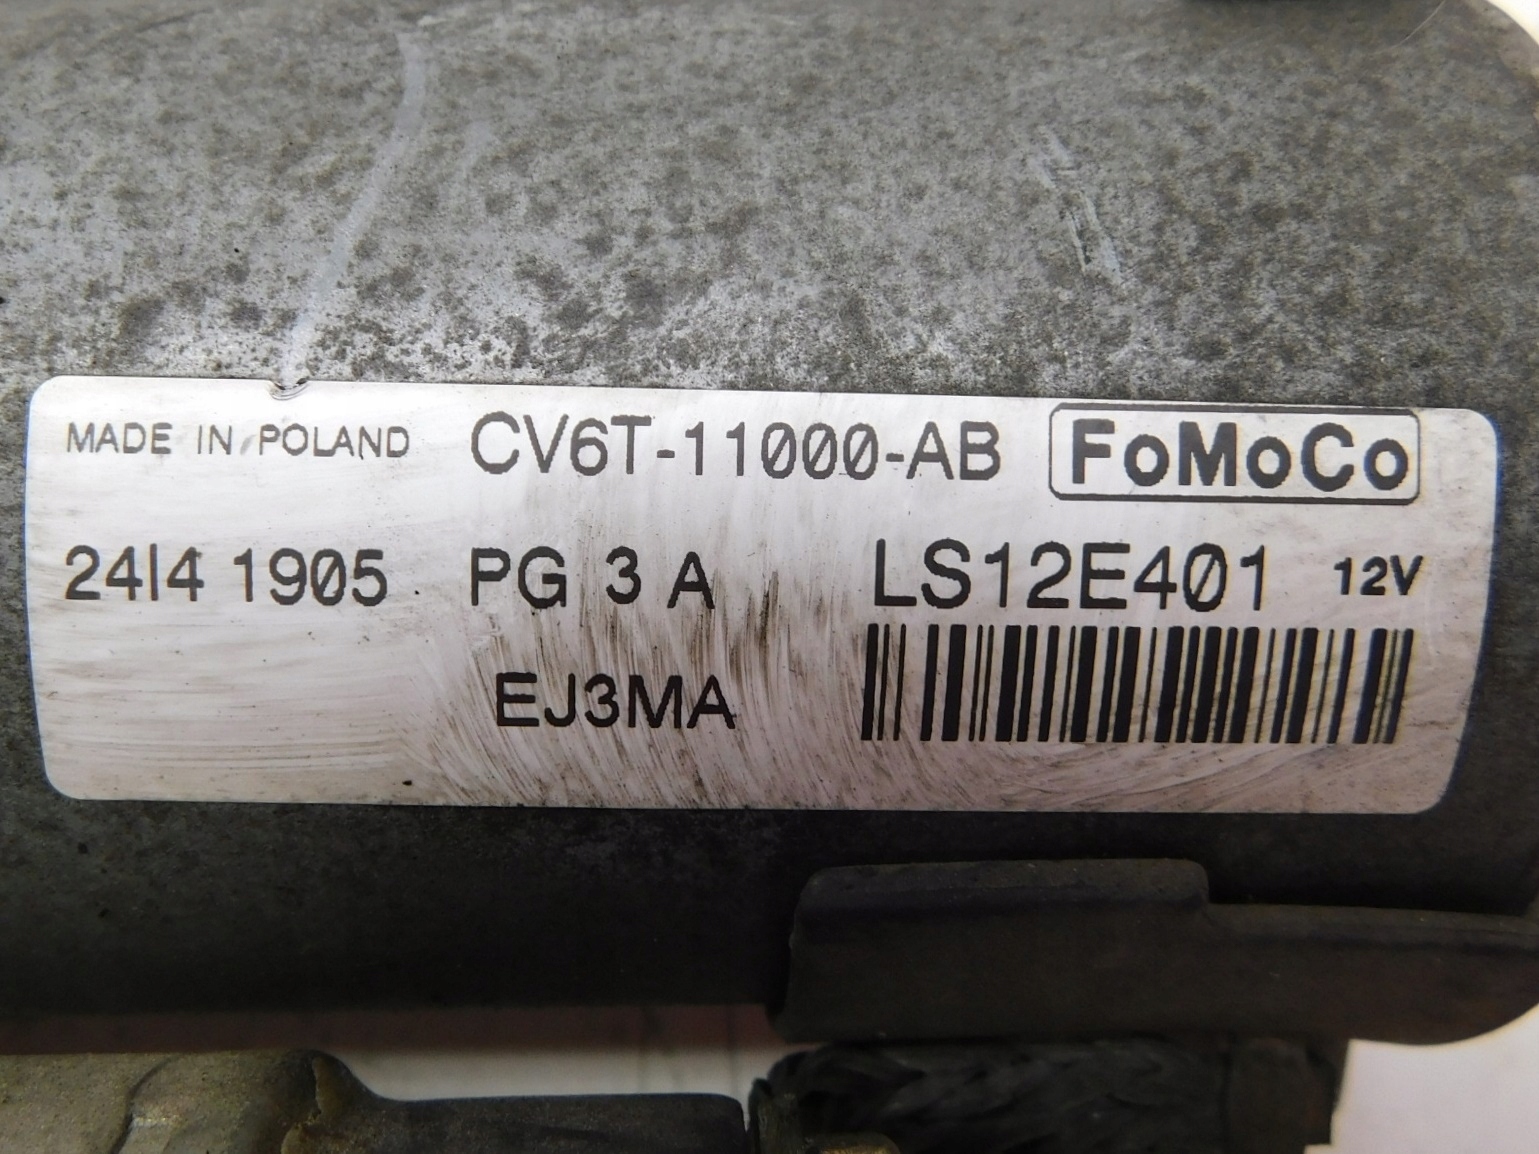 MADE IN POLAND CV6T-11000-AB FoMoCo
24I4 1905 PG 3 A LS12E401 12V
EJ3MA